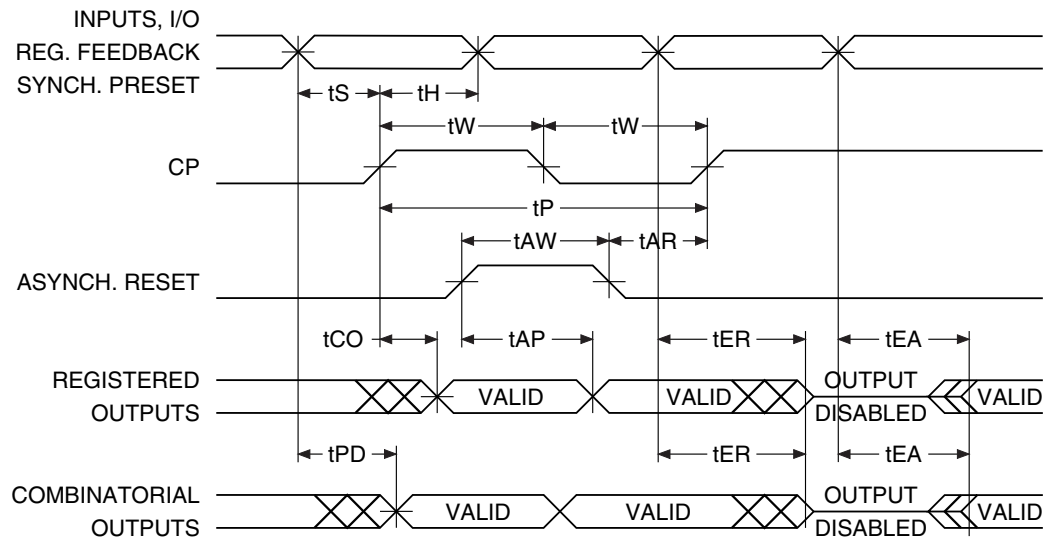 INPUTS, I/O
REG. FEEDBACK
SYNCH. PRESET
tS
tH
tW
tW
CP
tP
tAW
tAR
ASYNCH. RESET
tCO
tAP
tER
tEA
REGISTERED
OUTPUTS
VALID
VALID
OUTPUT
DISABLED
VALID
tPD
tER
tEA
COMBINATORIAL
OUTPUTS
VALID
VALID
OUTPUT
DISABLED
VALID